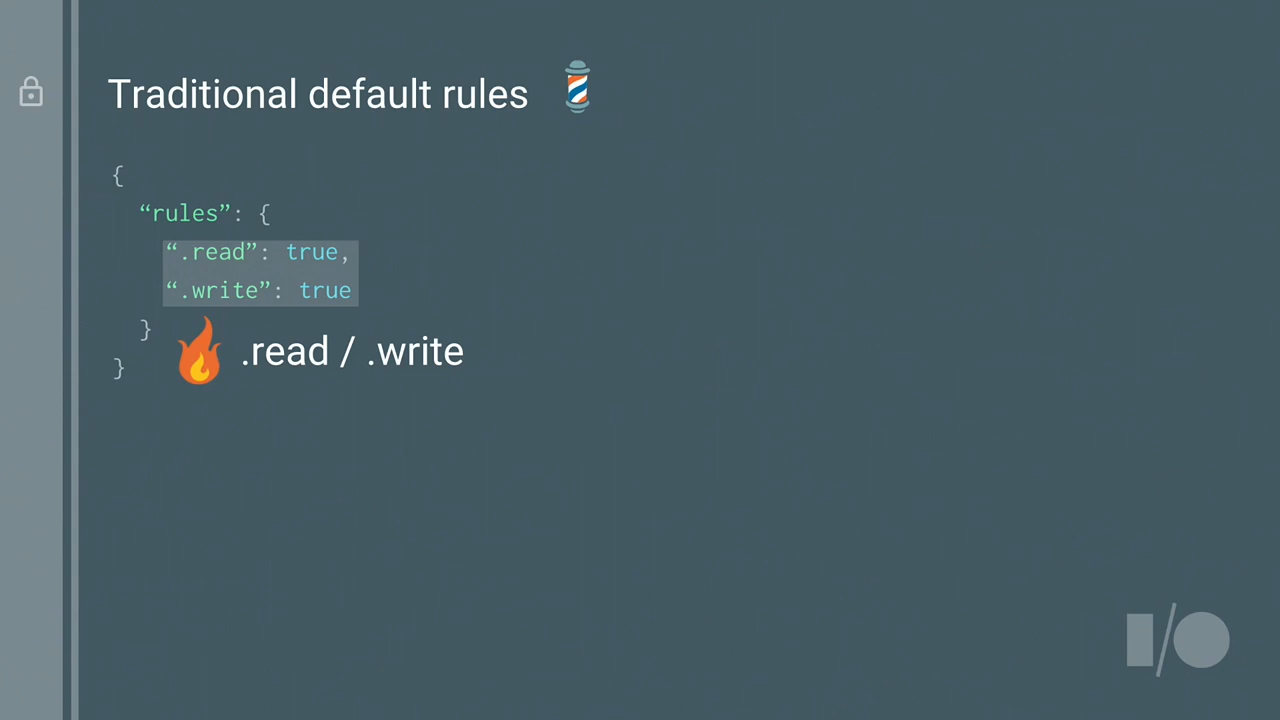 Traditional default rules
{
“rules”: {
“.read”: true,
“.write”: true
}
}
.read / .write
I/O